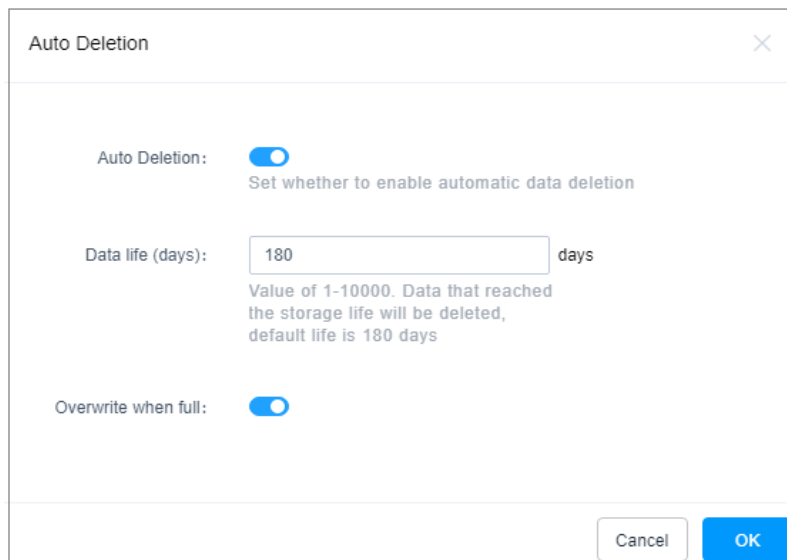 Auto Deletion
Auto Deletion:
Set whether to enable automatic data deletion
Data life (days): 180 days
Value of 1-10000. Data that reached
the storage life will be deleted,
default life is 180 days
Overwrite when full:
Cancel OK